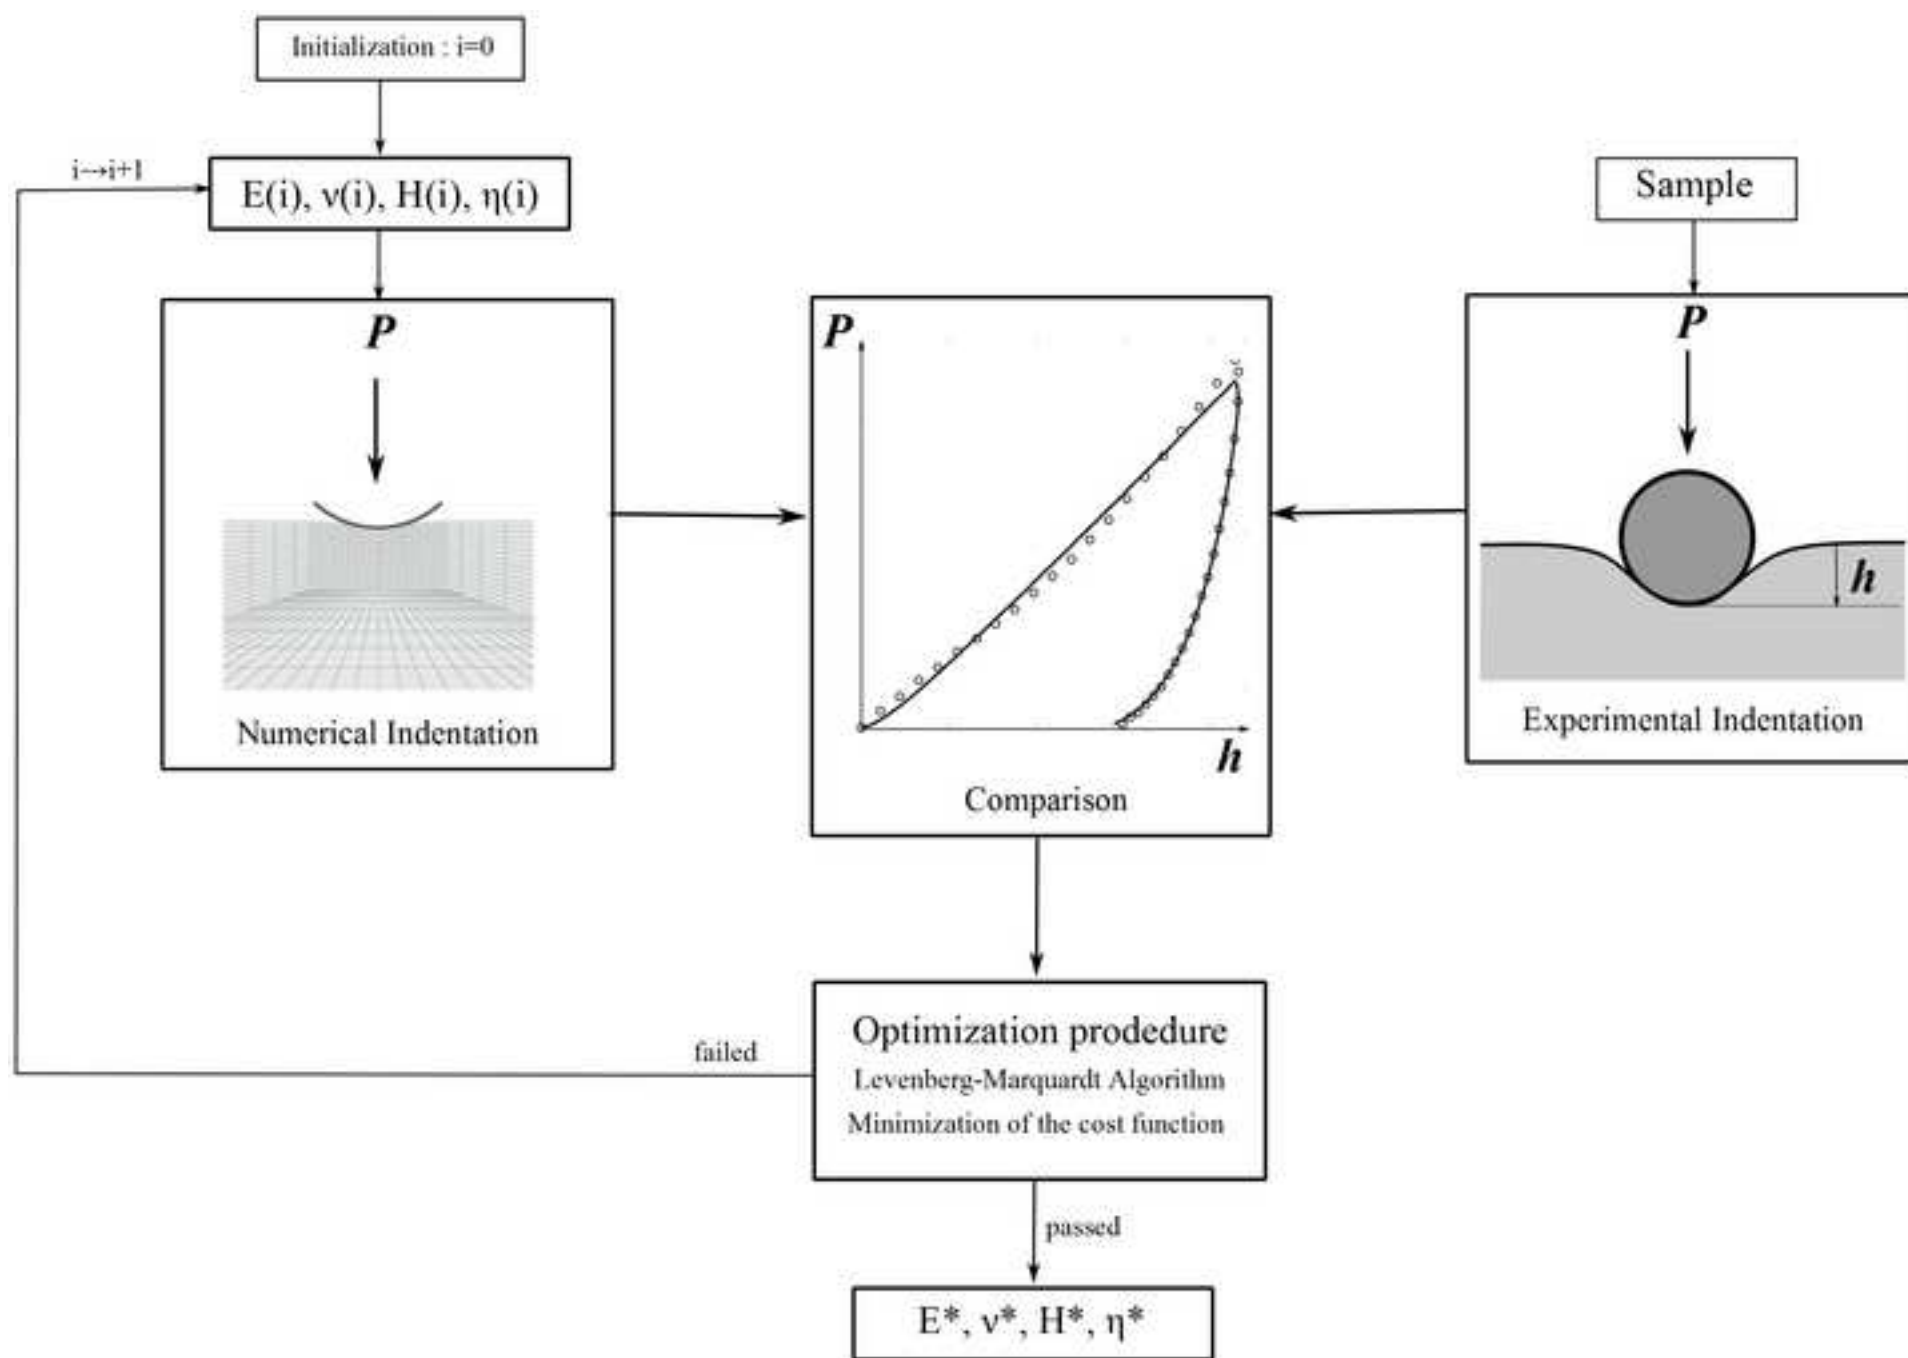 Initialization : i=0
i→i+1
E(i), ν(i), H(i), η(i)
Sample
P
Numerical Indentation
P
h
Comparison
P
h
Experimental Indentation
Optimization prodedure
Levenberg-Marquardt Algorithm
Minimization of the cost function
failed
passed
E*, ν*, H*, η*